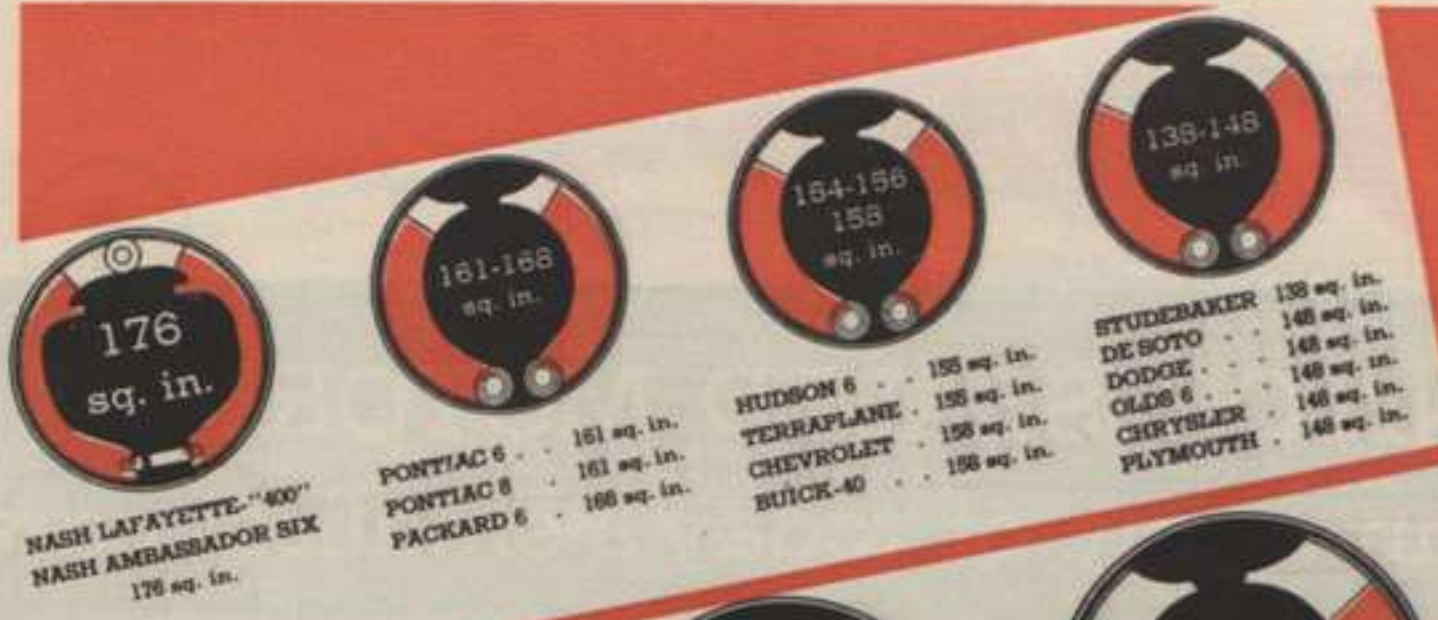 176
sq. in.
NASH LAFAYETTE-"400"
NASH AMBASSADOR SIX
176 sq. in.
161-168
sq. in.
PONTIAC 6 - - 161 sq. in.
PONTIAC 8 - 161 sq. in.
PACKARD 6 - 168 sq. in.
154-156
158
sq. in.
HUDSON 6 - - 155 sq. in.
TERRAPLANE - 155 sq. in.
CHEVROLET - 158 sq. in.
BUICK-40 - - 158 sq. in.
138-148
sq. in.
STUDEBAKER 138 sq. in.
DE SOTO - - 148 sq. in.
DODGE - - 148 sq. in.
OLDS 6 - - 148 sq. in.
CHRYSLER - 148 sq. in.
PLYMOUTH - 148 sq. in.